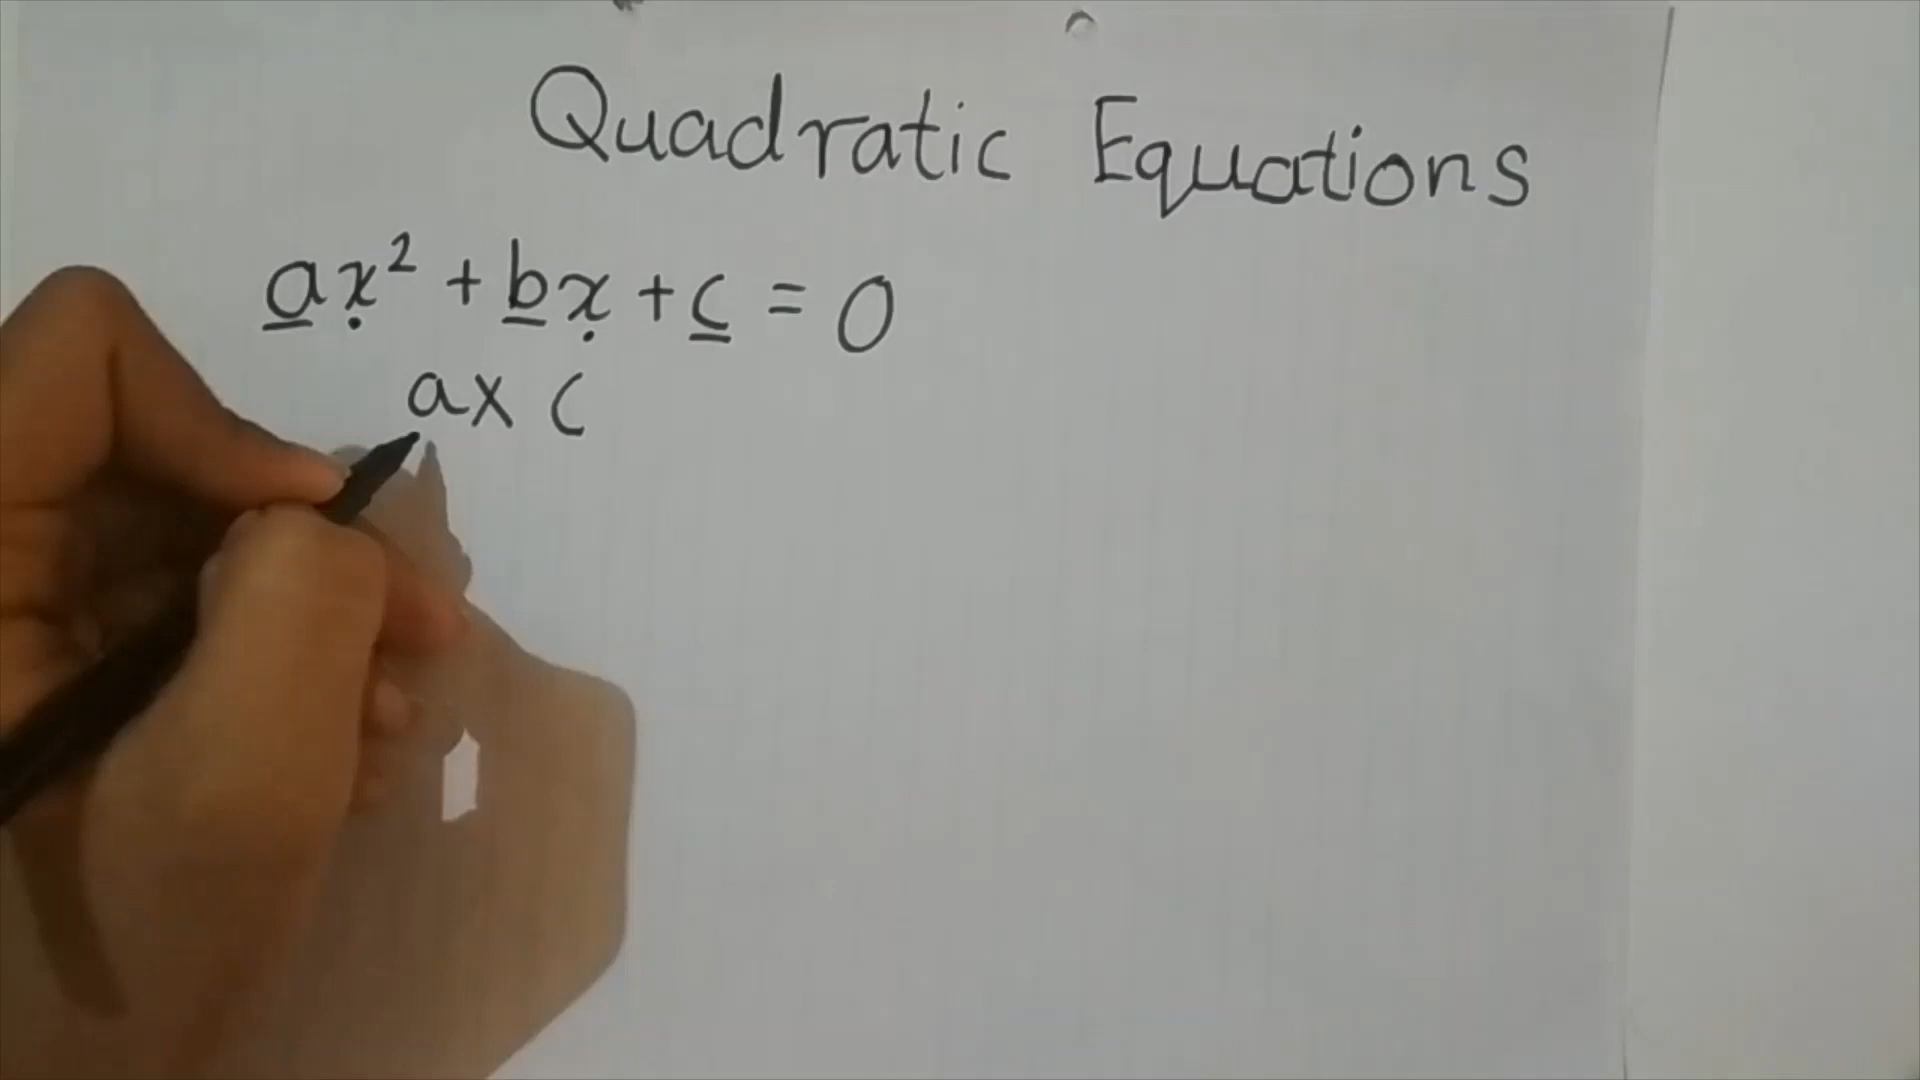 Quadratic Equations
ax² + bx + c = 0
a x c